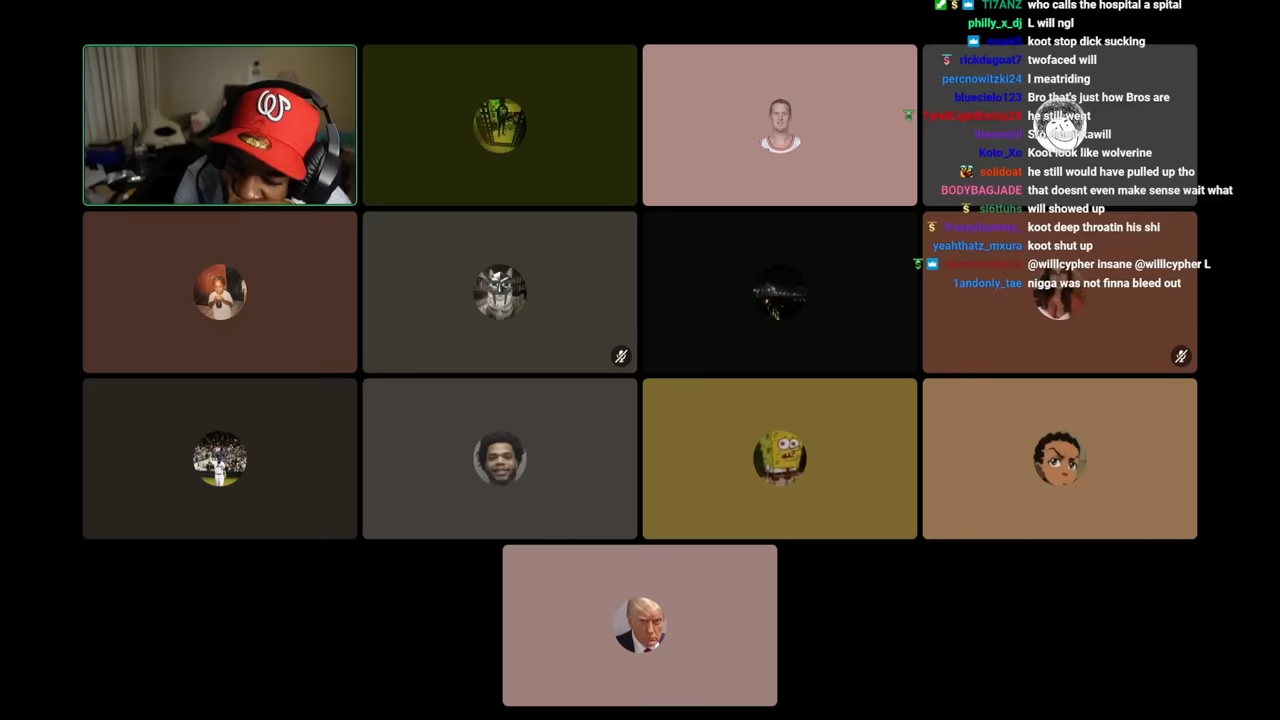 TI7ANZ who calls the hospital a spital
philly_x_dj L will ngl
koot stop dick sucking
rickdagoat7 twofaced will
percnowitzki24 I meatriding
bluecielo123 Bro that's just how Bros are
he still went
Koto_Xo Koot look like wolverine
solidoat he still would have pulled up tho
BODYBAGJADE that doesnt even make sense wait what
sl6ttuhs will showed up
koot deep throatin his shi
yeahthatz_mxura koot shut up
@willlcypher insane @willlcypher L
1andonly_tae nigga was not finna bleed out